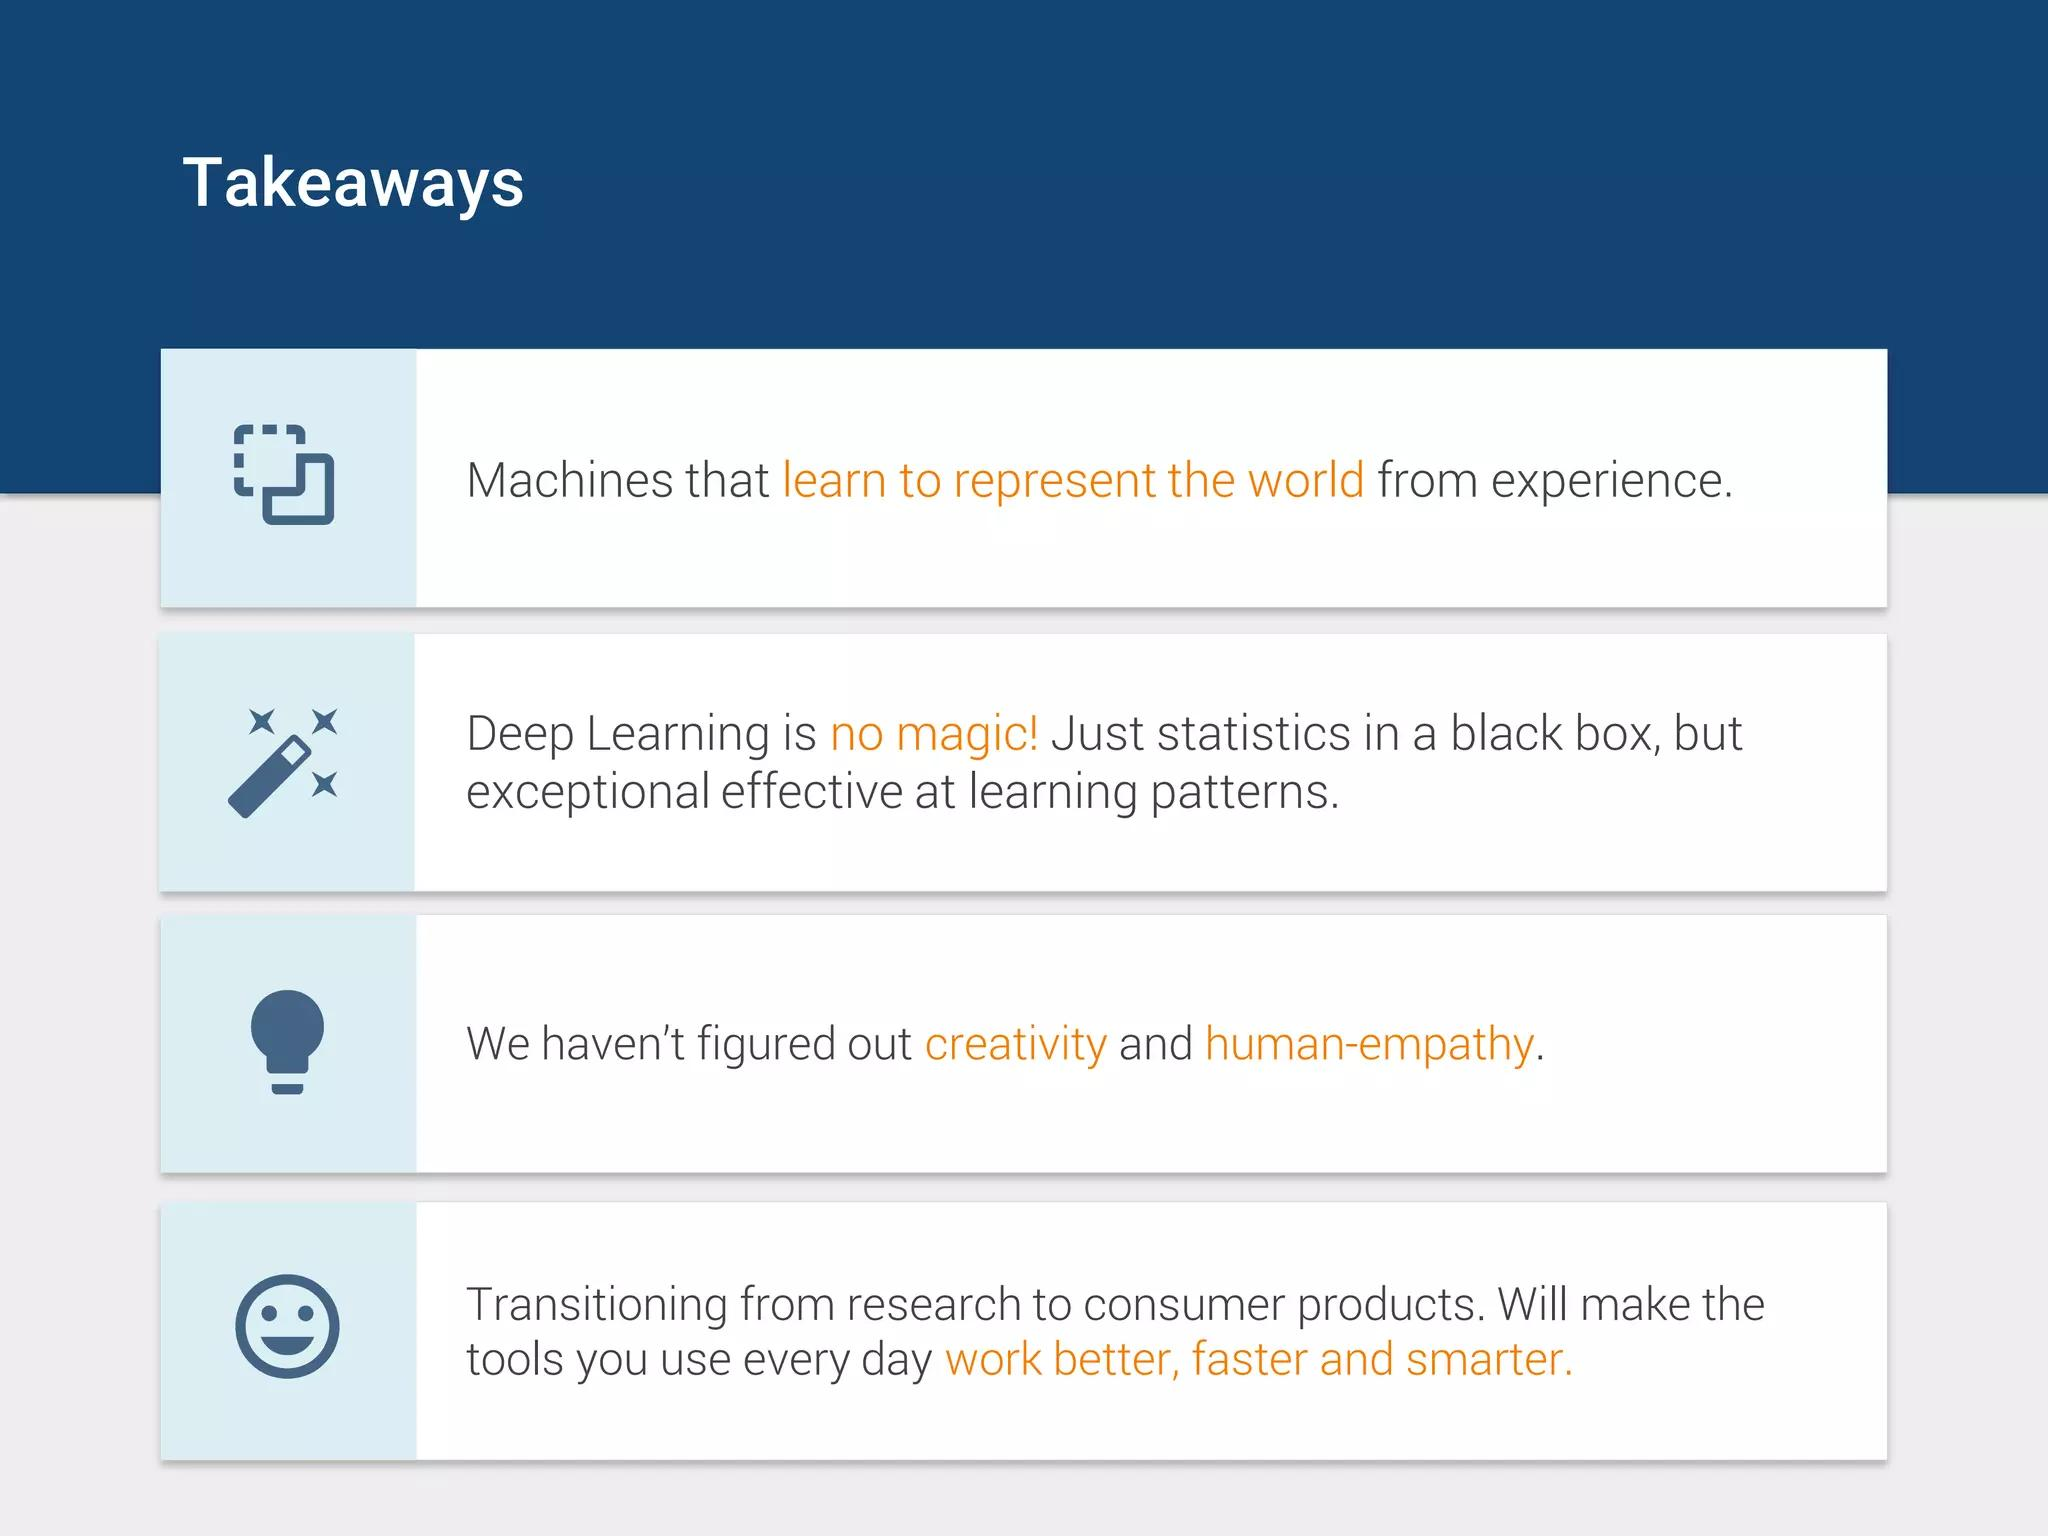 Takeaways
Machines that learn to represent the world from experience.
Deep Learning is no magic! Just statistics in a black box, but
exceptional effective at learning patterns.
We haven’t figured out creativity and human-empathy.
Transitioning from research to consumer products. Will make the
tools you use every day work better, faster and smarter.